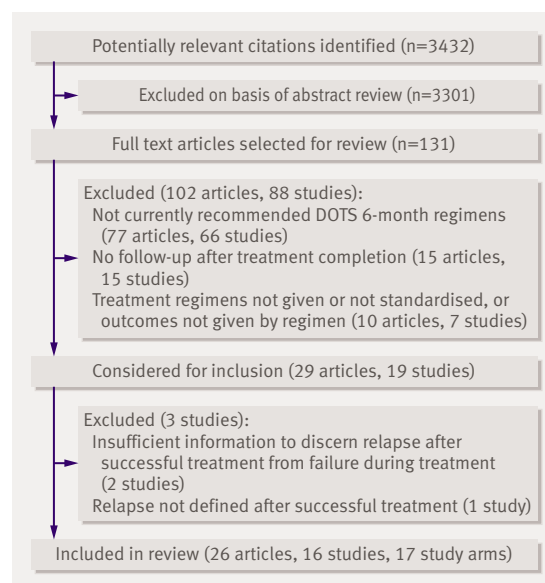 Potentially relevant citations identified (n=3432)
Excluded on basis of abstract review (n=3301)
Full text articles selected for review (n=131)
Excluded (102 articles, 88 studies):
Not currently recommended DOTS 6-month regimens
(77 articles, 66 studies)
No follow-up after treatment completion (15 articles,
15 studies)
Treatment regimens not given or not standardised, or
outcomes not given by regimen (10 articles, 7 studies)
Considered for inclusion (29 articles, 19 studies)
Excluded (3 studies):
Insufficient information to discern relapse after
successful treatment from failure during treatment
(2 studies)
Relapse not defined after successful treatment (1 study)
Included in review (26 articles, 16 studies, 17 study arms)